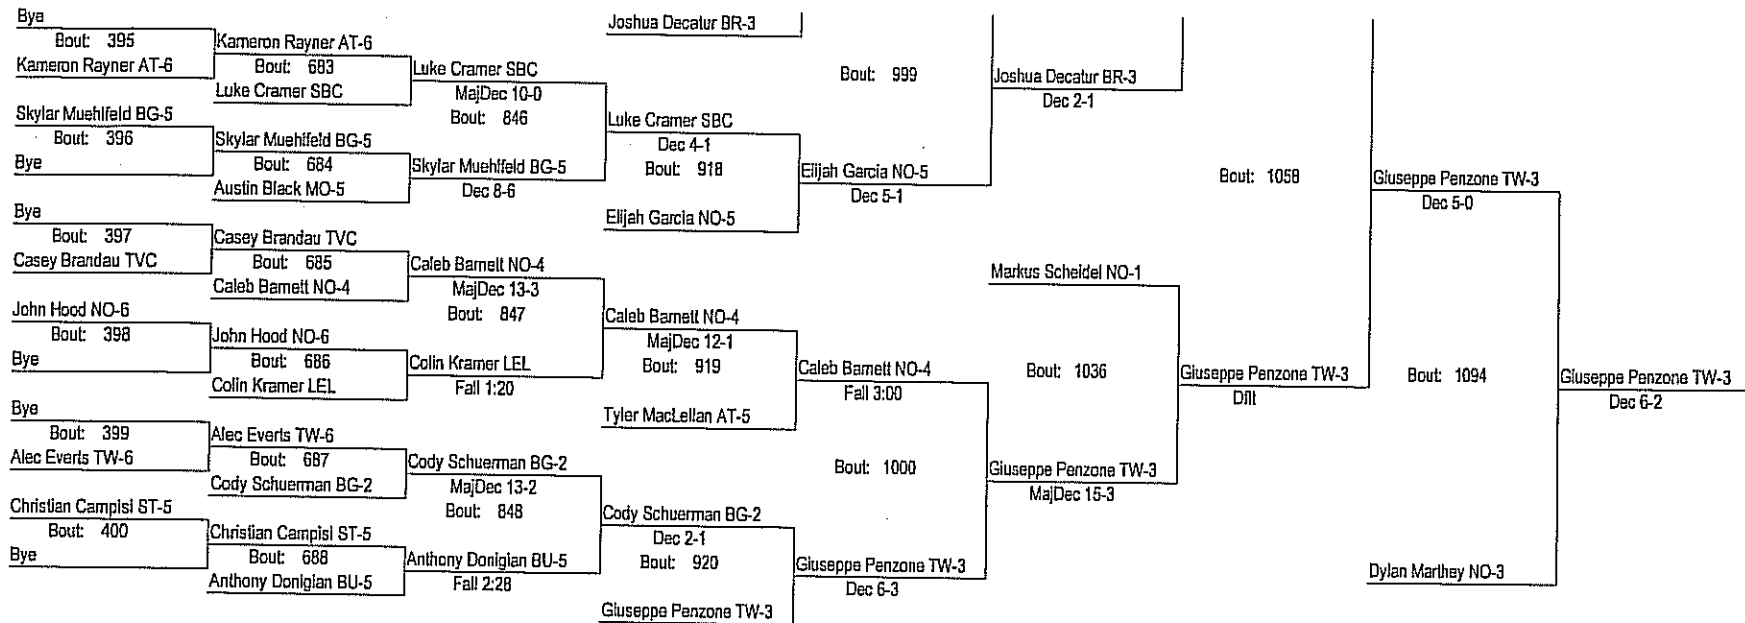 Bye
Bout: 395
Kameron Rayner AT-6
Skylar Muehlfeld BG-5
Bout: 396
Bye
Bye
Bout: 397
Casey Brandau TVC
John Hood NO-6
Bout: 398
Bye
Bye
Bout: 399
Alec Everts TW-6
Christian Campisi ST-5
Bout: 400
Bye
Kameron Rayner AT-6
Bout: 683
Luke Cramer SBC
Skylar Muehlfeld BG-5
Bout: 684
Austin Black MO-5
Casey Brandau TVC
Bout: 685
Caleb Barnett NO-4
John Hood NO-6
Bout: 686
Colin Kramer LEL
Alec Everts TW-6
Bout: 687
Cody Schuerman BG-2
Christian Campisi ST-5
Bout: 688
Anthony Donigian BU-5
Luke Cramer SBC
MajDec 10-0
Bout: 846
Skylar Muehlfeld BG-5
Dec 8-6
Caleb Barnett NO-4
MajDec 13-3
Bout: 847
Colin Kramer LEL
Fall 1:20
Cody Schuerman BG-2
MajDec 13-2
Bout: 848
Anthony Donigian BU-5
Fall 2:28
Joshua Decatur BR-3
Luke Cramer SBC
Dec 4-1
Bout: 918
Elijah Garcia NO-5
Caleb Barnett NO-4
MajDec 12-1
Bout: 919
Tyler MacLellan AT-5
Cody Schuerman BG-2
Dec 2-1
Bout: 920
Giuseppe Penzone TW-3
Bout: 999
Elijah Garcia NO-5
Dec 5-1
Caleb Barnett NO-4
Fall 3:00
Bout: 1000
Giuseppe Penzone TW-3
Dec 6-3
Joshua Decatur BR-3
Dec 2-1
Markus Scheidel NO-1
Bout: 1036
Giuseppe Penzone TW-3
MajDec 15-3
Bout: 1058
Giuseppe Penzone TW-3
Dflt
Giuseppe Penzone TW-3
Dec 5-0
Bout: 1094
Dylan Marthey NO-3
Giuseppe Penzone TW-3
Dec 6-2